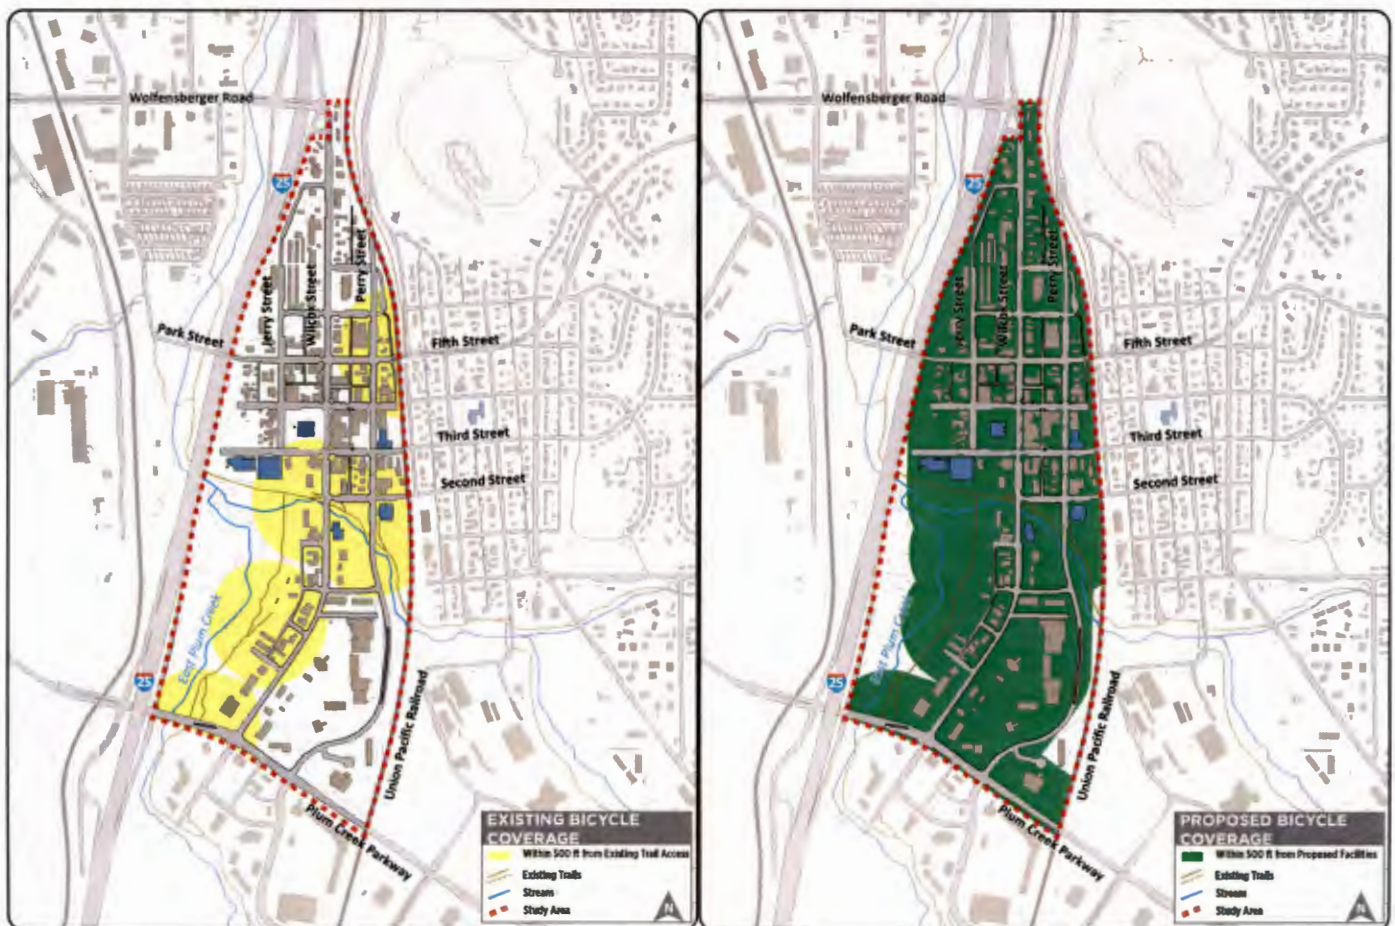 Wolfensberger Road
25
Jerry Street
Wilcox Street
Perry Street
Park Street
Fifth Street
Third Street
Second Street
East Plum Creek
25
Union Pacific Railroad
Plum Creek Parkway
EXISTING BICYCLE
COVERAGE
Within 500 ft from Existing Trail Access
Existing Trails
Stream
Study Area
N
Wolfensberger Road
25
Jerry Street
Wilcox Street
Perry Street
Park Street
Fifth Street
Third Street
Second Street
East Plum Creek
25
Union Pacific Railroad
Plum Creek Parkway
PROPOSED BICYCLE
COVERAGE
Within 500 ft from Proposed Facilities
Existing Trails
Stream
Study Area
N